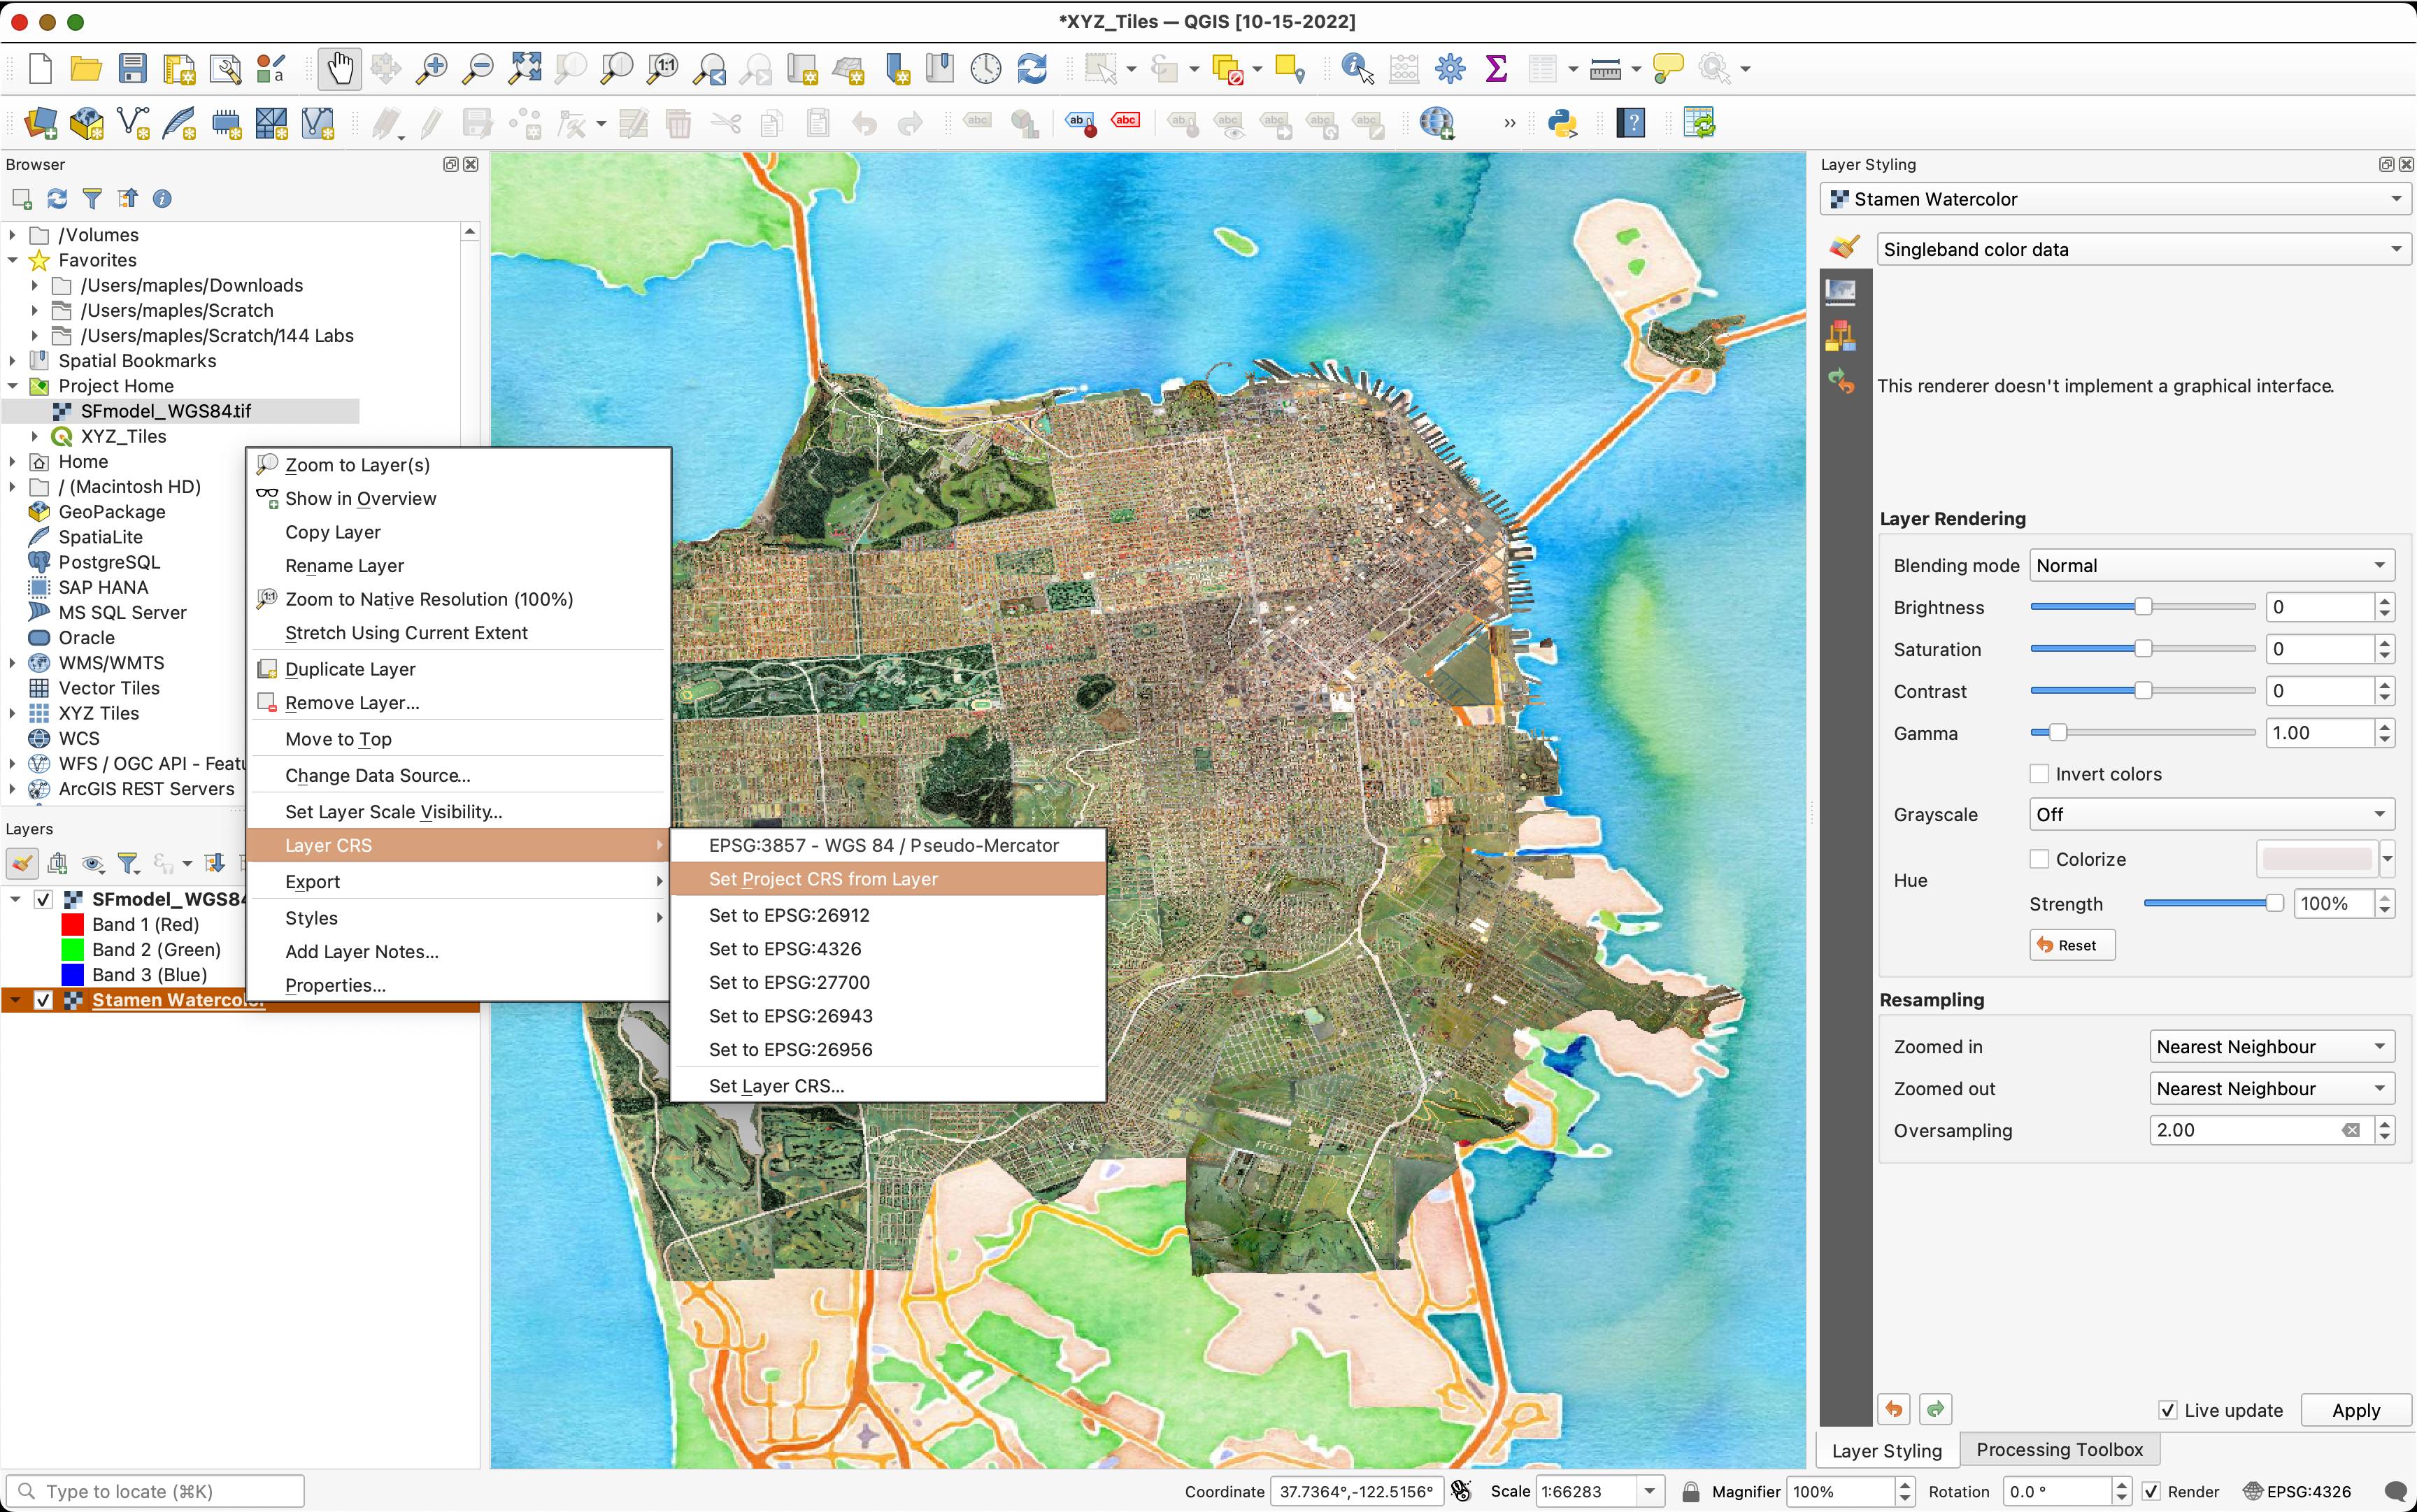 *XYZ_Tiles — QGIS [10-15-2022]
Browser
/Volumes
Favorites
/Users/maples/Downloads
/Users/maples/Scratch
/Users/maples/Scratch/144 Labs
Spatial Bookmarks
Project Home
SFmodel_WGS84.tif
XYZ_Tiles
Home
/ (Macintosh HD)
GeoPackage
SpatiaLite
PostgreSQL
SAP HANA
MS SQL Server
Oracle
WMS/WMTS
Vector Tiles
XYZ Tiles
WCS
WFS / OGC API - Featu
ArcGIS REST Servers
Layers
SFmodel_WGS84
Band 1 (Red)
Band 2 (Green)
Band 3 (Blue)
Stamen Watercolor
Zoom to Layer(s)
Show in Overview
Copy Layer
Rename Layer
Zoom to Native Resolution (100%)
Stretch Using Current Extent
Duplicate Layer
Remove Layer...
Move to Top
Change Data Source...
Set Layer Scale Visibility...
Layer CRS
Export
Styles
Add Layer Notes...
Properties...
EPSG:3857 - WGS 84 / Pseudo-Mercator
Set Project CRS from Layer
Set to EPSG:26912
Set to EPSG:4326
Set to EPSG:27700
Set to EPSG:26943
Set to EPSG:26956
Set Layer CRS...
Layer Styling
Stamen Watercolor
Singleband color data
This renderer doesn't implement a graphical interface.
Layer Rendering
Blending mode Normal
Brightness 0
Saturation 0
Contrast 0
Gamma 1.00
Invert colors
Grayscale Off
Colorize
Hue
Strength 100%
Reset
Resampling
Zoomed in Nearest Neighbour
Zoomed out Nearest Neighbour
Oversampling 2.00
Live update Apply
Layer Styling Processing Toolbox
Type to locate (⌘K) Coordinate 37.7364°,-122.5156° Scale 1:66283 Magnifier 100% Rotation 0.0 ° Render EPSG:4326